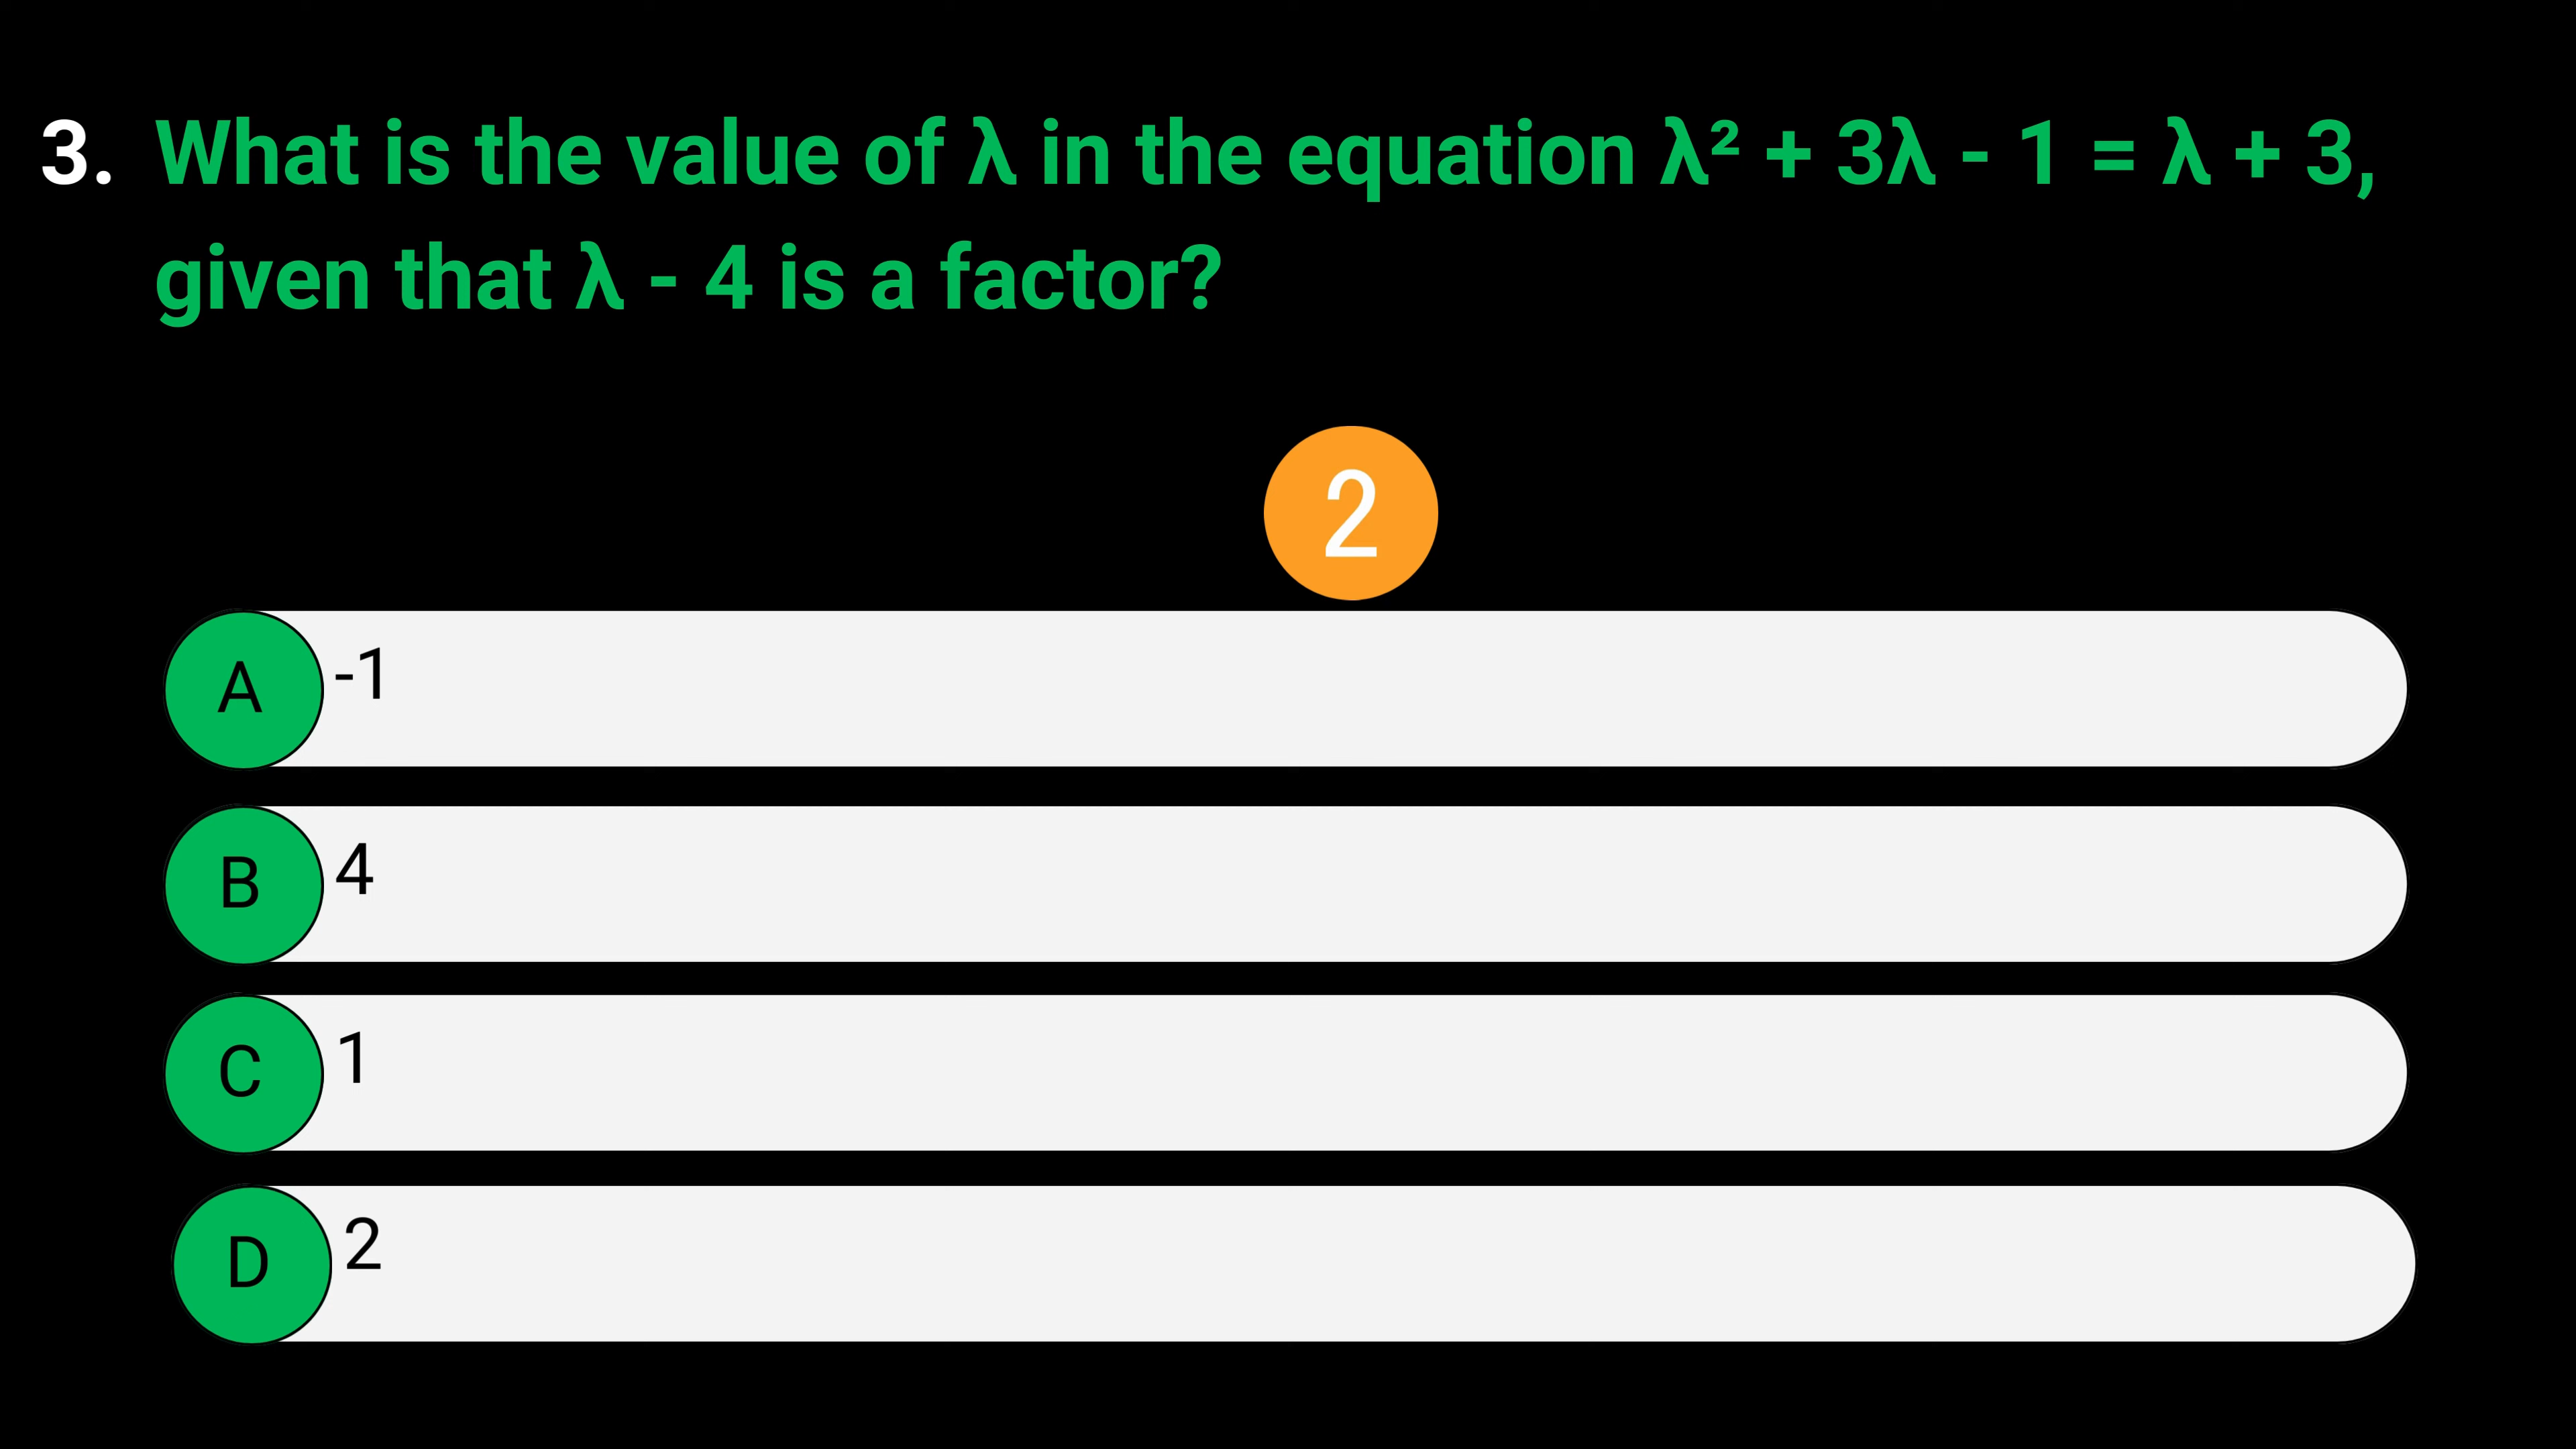 3. What is the value of λ in the equation λ² + 3λ - 1 = λ + 3,
given that λ - 4 is a factor?
2
A -1
B 4
C 1
D 2